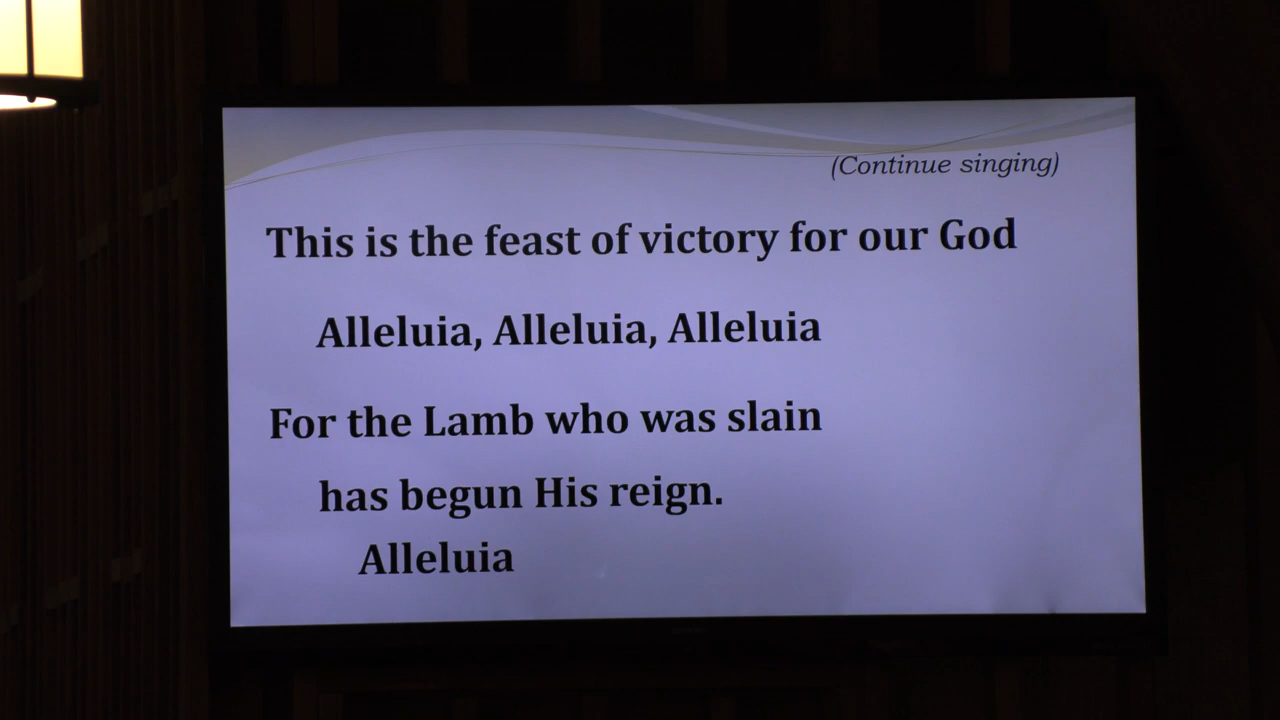 (Continue singing)
This is the feast of victory for our God
Alleluia, Alleluia, Alleluia
For the Lamb who was slain
has begun His reign.
Alleluia